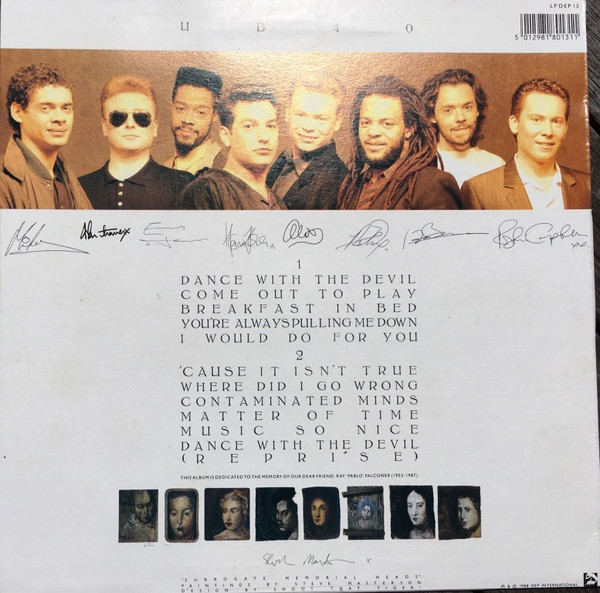 LP DEP 13
UB40
5 012981 801311
1
DANCE WITH THE DEVIL
COME OUT TO PLAY
BREAKFAST IN BED
YOU'RE ALWAYS PULLING ME DOWN
I WOULD DO FOR YOU
2
'CAUSE IT ISN'T TRUE
WHERE DID I GO WRONG
CONTAMINATED MINDS
MATTER OF TIME
MUSIC SO NICE
DANCE WITH THE DEVIL
(REPRISE)
THIS ALBUM IS DEDICATED TO THE MEMORY OF OUR DEAR FRIEND: RAY 'PABLO' FALCONER (1955-1987)
"SURROGATE MEMORIAL HEADS"
PAINTINGS BY STEVE MASTERSON
DESIGN BY SHOOT THAT TIGER!
℗ & © 1988 DEP INTERNATIONAL